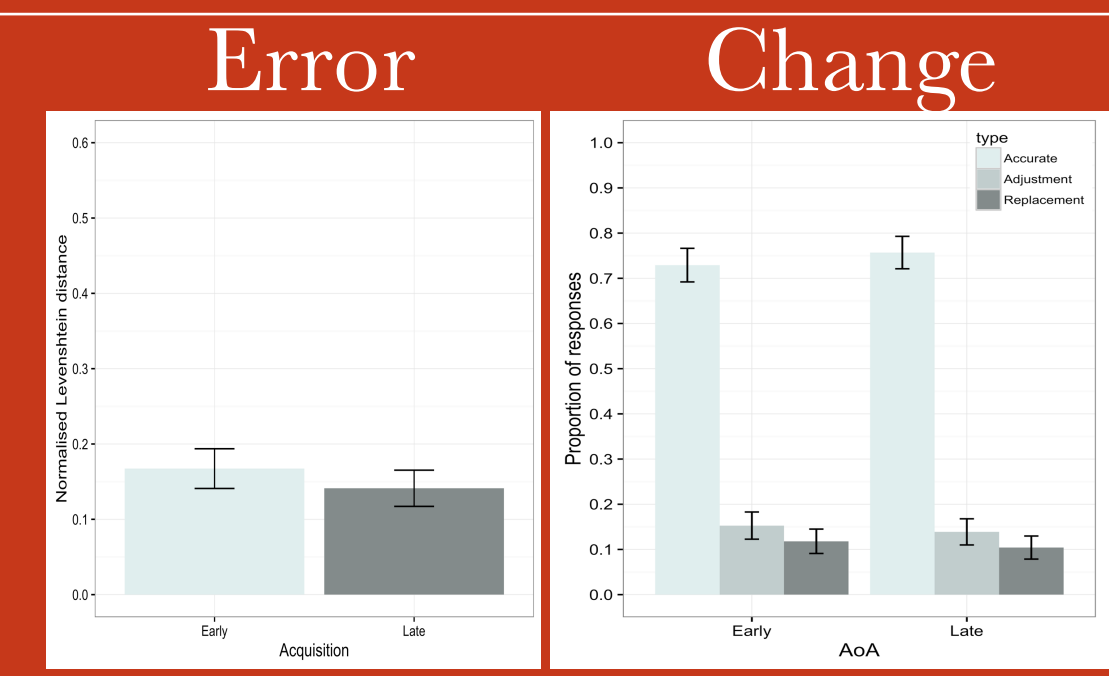 Error
Change
Normalised Levenshtein distance
0.6
0.5
0.4
0.3
0.2
0.1
0.0
Early
Late
Acquisition
Proportion of responses
1.0
0.9
0.8
0.7
0.6
0.5
0.4
0.3
0.2
0.1
0.0
type
Accurate
Adjustment
Replacement
Early
Late
AoA